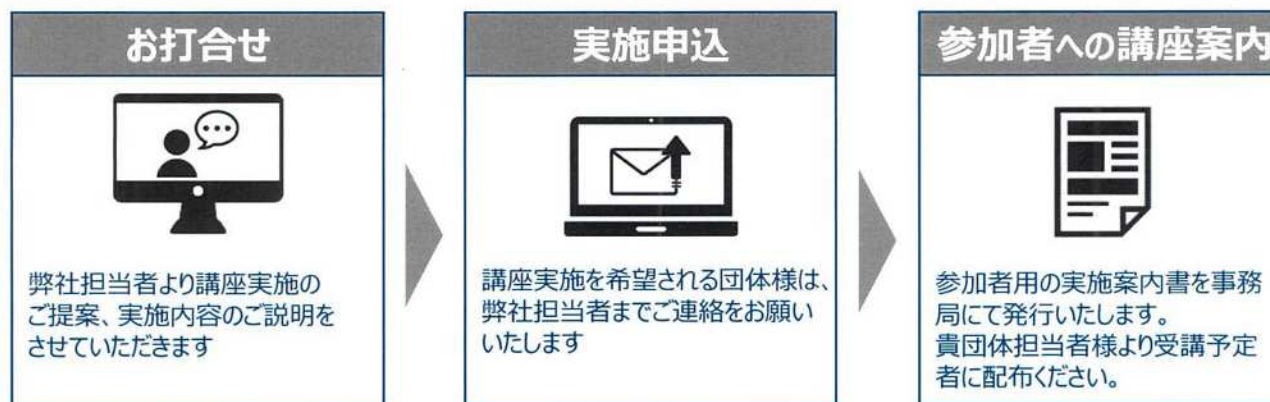 お打合せ
弊社担当者より講座実施の
ご提案、実施内容のご説明を
させていただきます
実施申込
講座実施を希望される団体様は、
弊社担当者までご連絡をお願い
いたします
参加者への講座案内
参加者用の実施案内書を事務
局にて発行いたします。
貴団体担当者様より受講予定
者に配布ください。